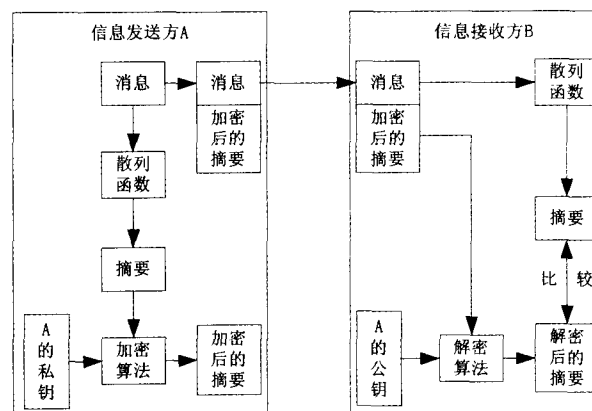 信息发送方A
消息
消息
加密
后的
摘要
散列
函数
摘要
A
的
私
钥
加密
算法
加密
后的
摘要
信息接收方B
消息
加密
后的
摘要
散列
函数
摘要
比 较
A
的
公
钥
解密
算法
解密
后的
摘要